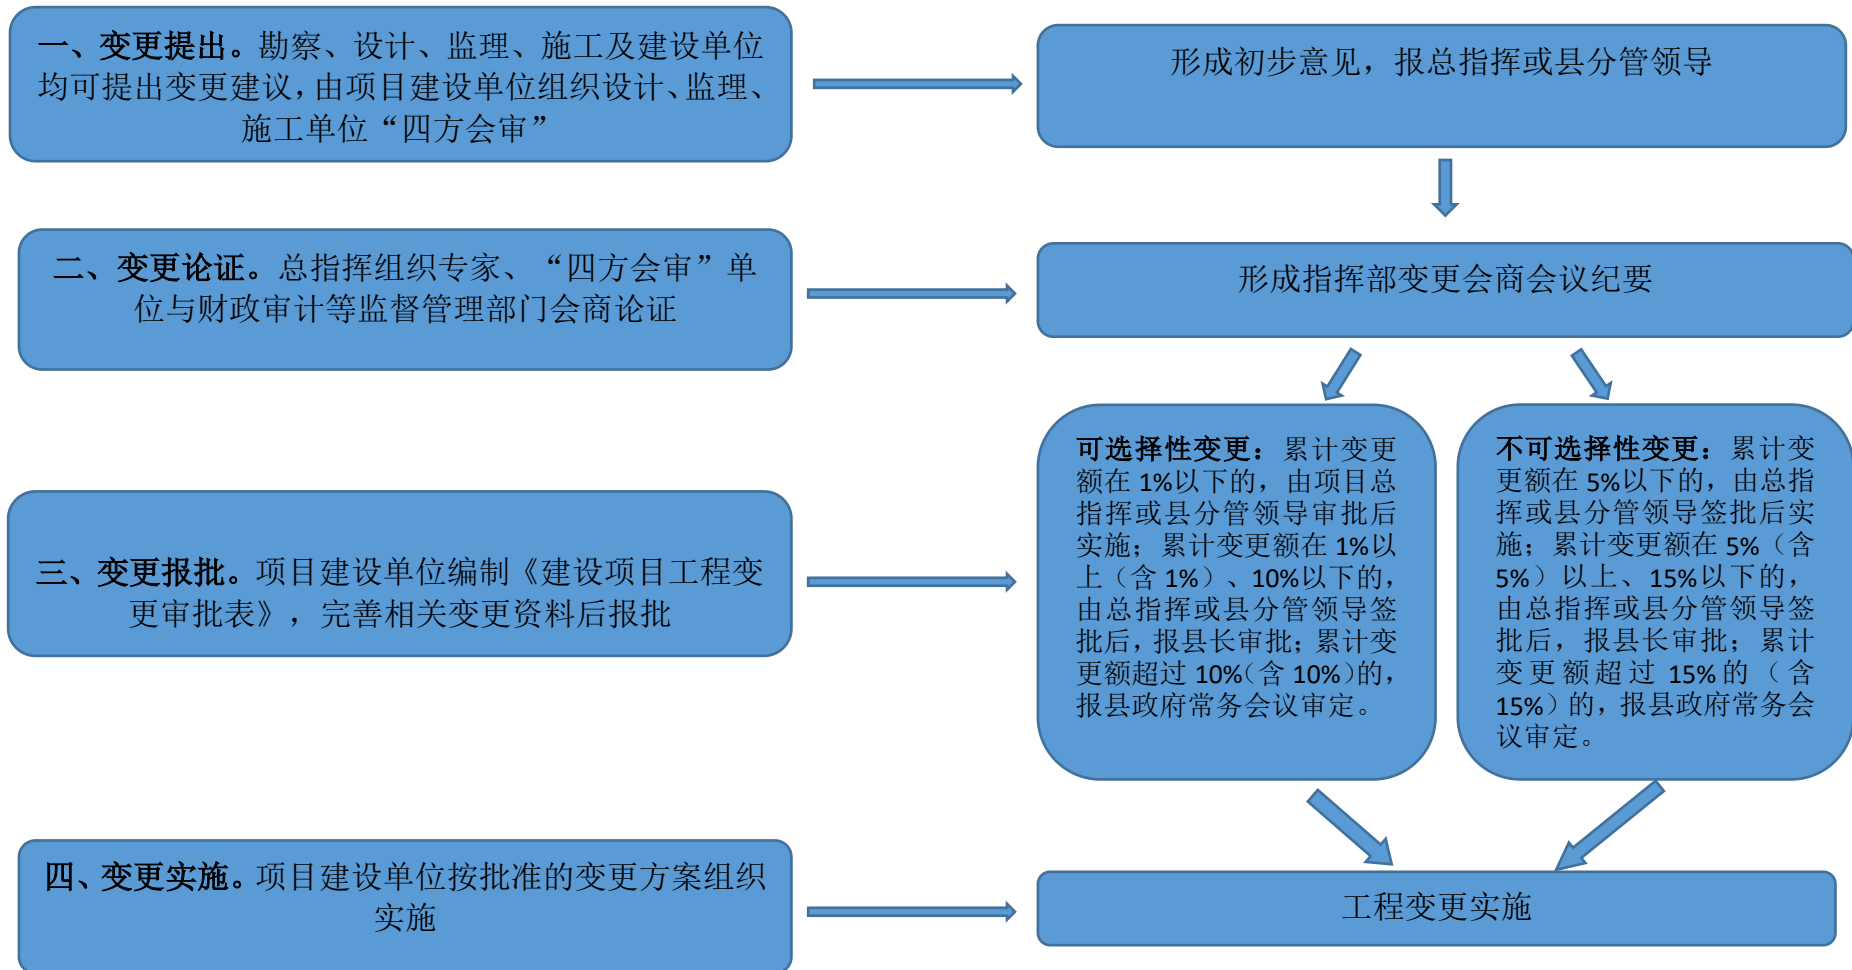 一、变更提出。勘察、设计、监理、施工及建设单位
均可提出变更建议，由项目建设单位组织设计、监理、
施工单位“四方会审”
形成初步意见，报总指挥或县分管领导
二、变更论证。总指挥组织专家、“四方会审”单
位与财政审计等监督管理部门会商论证
形成指挥部变更会商会议纪要
三、变更报批。项目建设单位编制《建设项目工程变
更审批表》，完善相关变更资料后报批
可选择性变更：累计变更
额在 1%以下的，由项目总
指挥或县分管领导审批后
实施；累计变更额在 1%以
上（含 1%）、10%以下的，
由总指挥或县分管领导签
批后，报县长审批；累计变
更额超过 10%（含 10%）的，
报县政府常务会议审定。
不可选择性变更：累计变
更额在 5%以下的，由总指
挥或县分管领导签批后实
施；累计变更额在 5%（含
5%）以上、15%以下的，
由总指挥或县分管领导签
批后，报县长审批；累计
变更额超过 15%的（含
15%）的，报县政府常务会
议审定。
四、变更实施。项目建设单位按批准的变更方案组织
实施
工程变更实施